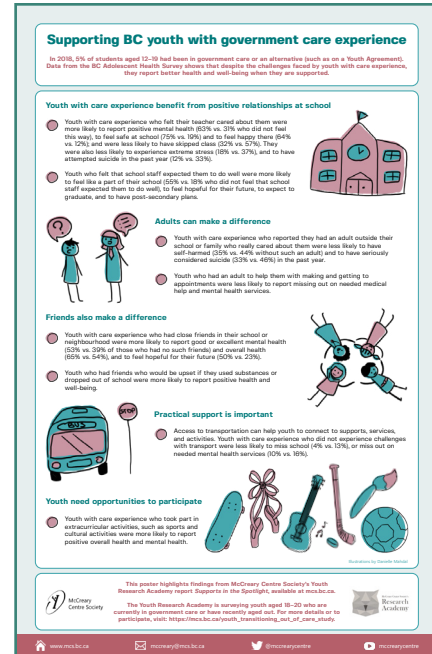 Supporting BC youth with government care experience
In 2018, 5% of students aged 12–19 had been in government care or an alternative (such as on a Youth Agreement).
Data from the BC Adolescent Health Survey shows that despite the challenges faced by youth with care experience,
they report better health and well-being when they are supported.
Youth with care experience benefit from positive relationships at school
Youth with care experience who felt their teacher cared about them were
more likely to report positive mental health (63% vs. 31% who did not feel
this way), to feel safe at school (75% vs. 19%) and to feel happy there (64%
vs. 12%); and were less likely to have skipped class (32% vs. 57%). They
were also less likely to experience extreme stress (18% vs. 37%), and to have
attempted suicide in the past year (12% vs. 33%).
Youth who felt that school staff expected them to do well were more likely
to feel like a part of their school (55% vs. 18% who did not feel that school
staff expected them to do well), to feel hopeful for their future, to expect to
graduate, and to have post-secondary plans.
Adults can make a difference
Youth with care experience who reported they had an adult outside their
school or family who really cared about them were less likely to have
self-harmed (35% vs. 44% without such an adult) and to have seriously
considered suicide (33% vs. 46%) in the past year.
Youth who had an adult to help them with making and getting to
appointments were less likely to report missing out on needed medical
help and mental health services.
Friends also make a difference
Youth with care experience who had close friends in their school or
neighbourhood were more likely to report good or excellent mental health
(53% vs. 39% of those who had no such friends) and overall health
(65% vs. 54%), and to feel hopeful for their future (50% vs. 23%).
Youth who had friends who would be upset if they used substances or
dropped out of school were more likely to report positive health and
well-being.
BUS
STOP
Practical support is important
Access to transportation can help youth to connect to supports, services,
and activities. Youth with care experience who did not experience challenges
with transport were less likely to miss school (4% vs. 13%), or miss out on
needed mental health services (10% vs. 16%).
Youth need opportunities to participate
Youth with care experience who took part in
extracurricular activities, such as sports and
cultural activities were more likely to report
positive overall health and mental health.
Illustrations by
McCreary
Centre Society
This poster highlights findings from McCreary Centre Society's Youth
Research Academy report Supports in the Spotlight, available at mcs.bc.ca.
The Youth Research Academy is surveying youth aged 16–20 who are
currently in government care or have recently aged out. For more details or to
participate, visit: https://mcs.bc.ca/youth_transitioning_out_of_care_study.
Research
Academy
www.mcs.bc.ca
mccreary@mcs.bc.ca
@mccrearycentre
mccrearycentre